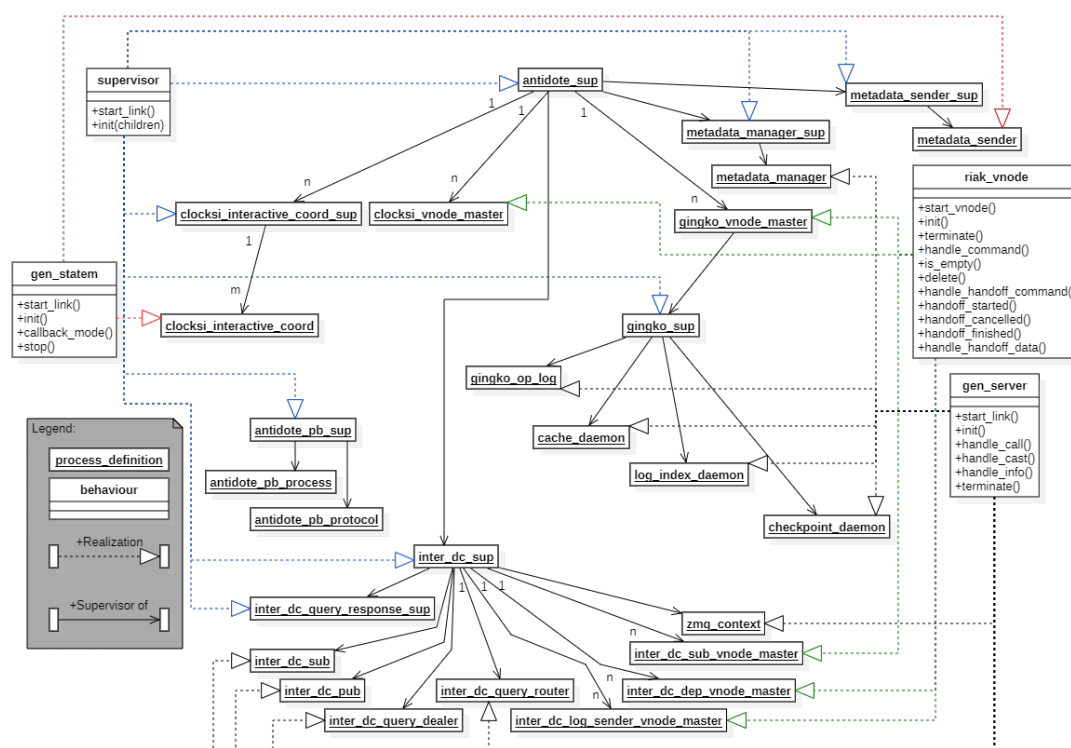 supervisor
+start_link()
+init(children)
antidote_sup
metadata_sender_sup
metadata_sender
metadata_manager_sup
metadata_manager
1
1
1
n
n
n
clocksi_interactive_coord_sup
clocksi_vnode_master
gingko_vnode_master
riak_vnode
+start_vnode()
+init()
+terminate()
+handle_command()
+is_empty()
+delete()
+handle_handoff_command()
+handoff_started()
+handoff_cancelled()
+handoff_finished()
+handle_handoff_data()
1
m
gen_statem
+start_link()
+init()
+callback_mode()
+stop()
clocksi_interactive_coord
gingko_sup
gingko_op_log
cache_daemon
log_index_daemon
checkpoint_daemon
gen_server
+start_link()
+init()
+handle_call()
+handle_cast()
+handle_info()
+terminate()
antidote_pb_sup
antidote_pb_process
antidote_pb_protocol
Legend:
process_definition
behaviour
+Realization
+Supervisor of
inter_dc_sup
1
1
1
inter_dc_query_response_sup
zmq_context
n
inter_dc_sub_vnode_master
inter_dc_sub
n
n
inter_dc_pub
inter_dc_query_router
inter_dc_dep_vnode_master
inter_dc_query_dealer
inter_dc_log_sender_vnode_master